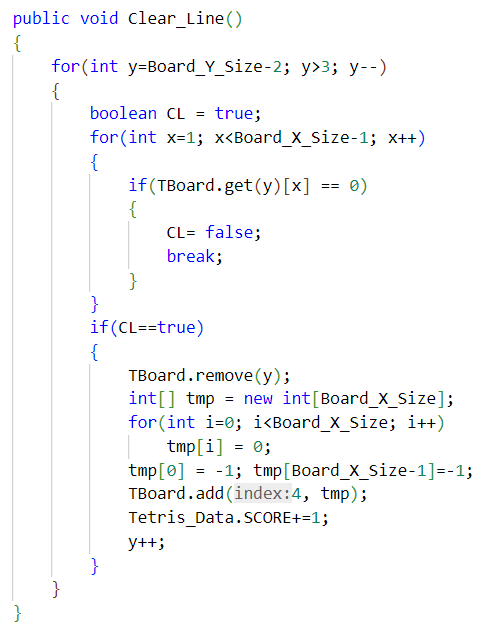 public void Clear_Line()
{
    for(int y=Board_Y_Size-2; y>3; y--)
    {
        boolean CL = true;
        for(int x=1; x<Board_X_Size-1; x++)
        {
            if(TBoard.get(y)[x] == 0)
            {
                CL= false;
                break;
            }
        }
        if(CL==true)
        {
            TBoard.remove(y);
            int[] tmp = new int[Board_X_Size];
            for(int i=0; i<Board_X_Size; i++)
                tmp[i] = 0;
            tmp[0] = -1; tmp[Board_X_Size-1]=-1;
            TBoard.add(index:4, tmp);
            Tetris_Data.SCORE+=1;
            y++;
        }
    }
}